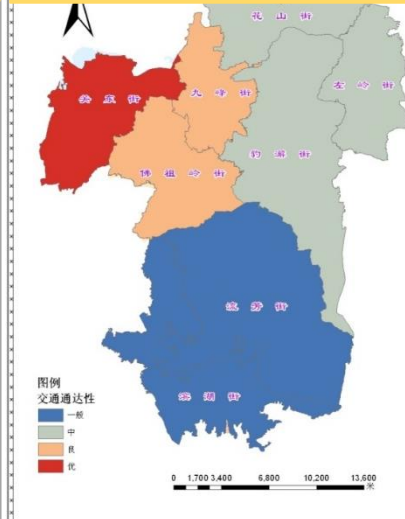 花山街
关东街
九峰街
左岭街
豹澥街
佛祖岭街
流芳街
滨湖街
图例
交通通达性
一般
中
良
优
0 1,700 3,400 6,800 10,200 13,600
米